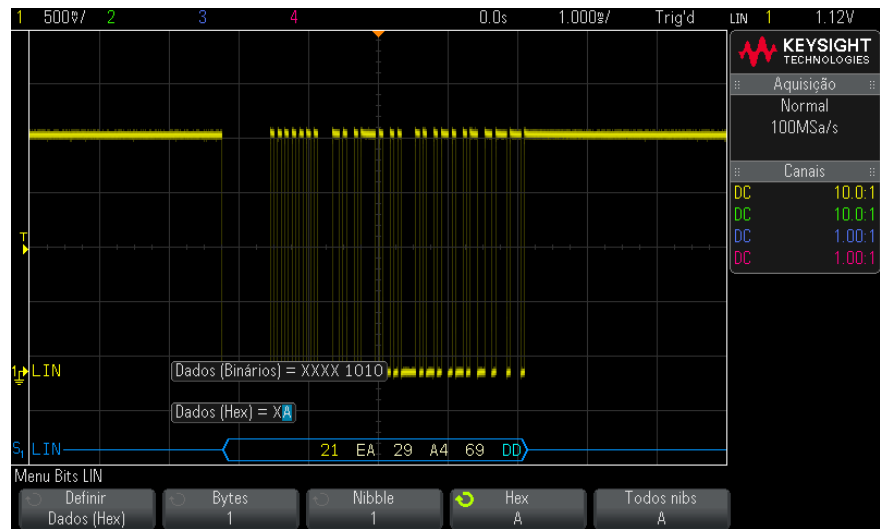 1 500▽/ 2 3 4 0.0s 1.000▽/ Trig'd LIN 1 1.12V
KEYSIGHT
TECHNOLOGIES
Aquisição
Normal
100MSa/s
Canais
DC 10.0:1
DC 10.0:1
DC 1.00:1
DC 1.00:1
T
1 LIN
Dados (Binários) = XXXX 1010
Dados (Hex) = XA
S1 LIN 21 EA 29 A4 69 DD
Menu Bits LIN
Definir Bytes Nibble Hex Todos nibs
Dados (Hex) 1 1 A A